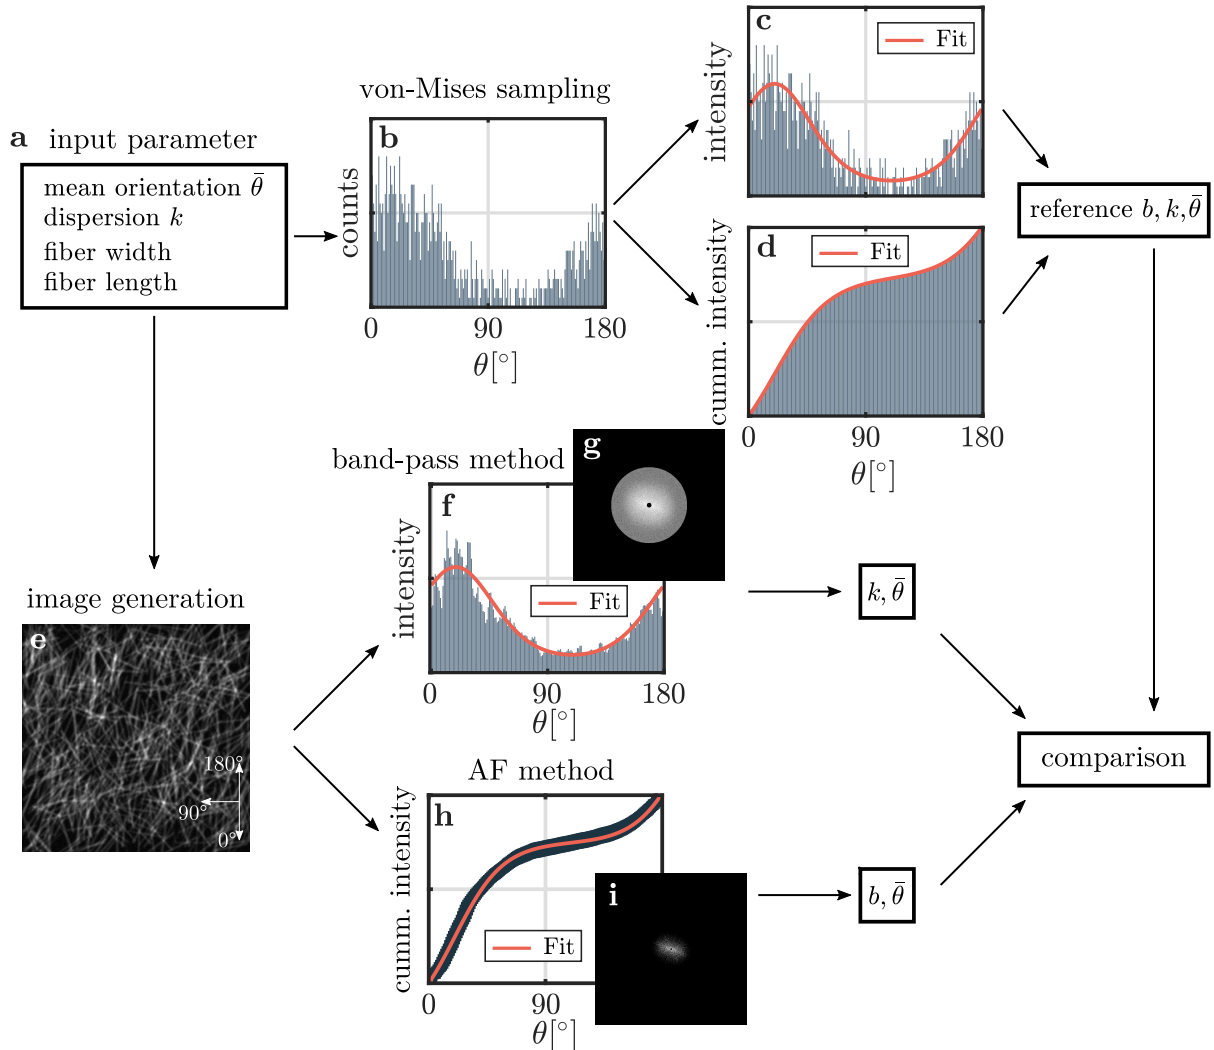 a input parameter
mean orientation θ̄
dispersion k
fiber width
fiber length
von-Mises sampling
b
counts
0 90 180
θ[°]
c
Fit
intensity
d
Fit
cumm. intensity
0 90 180
θ[°]
reference b, k, θ̄
image generation
e
180°
90°
0°
band-pass method
f
g
Fit
intensity
0 90 180
θ[°]
k, θ̄
AF method
h
i
Fit
cumm. intensity
0 90
θ[°]
b, θ̄
comparison